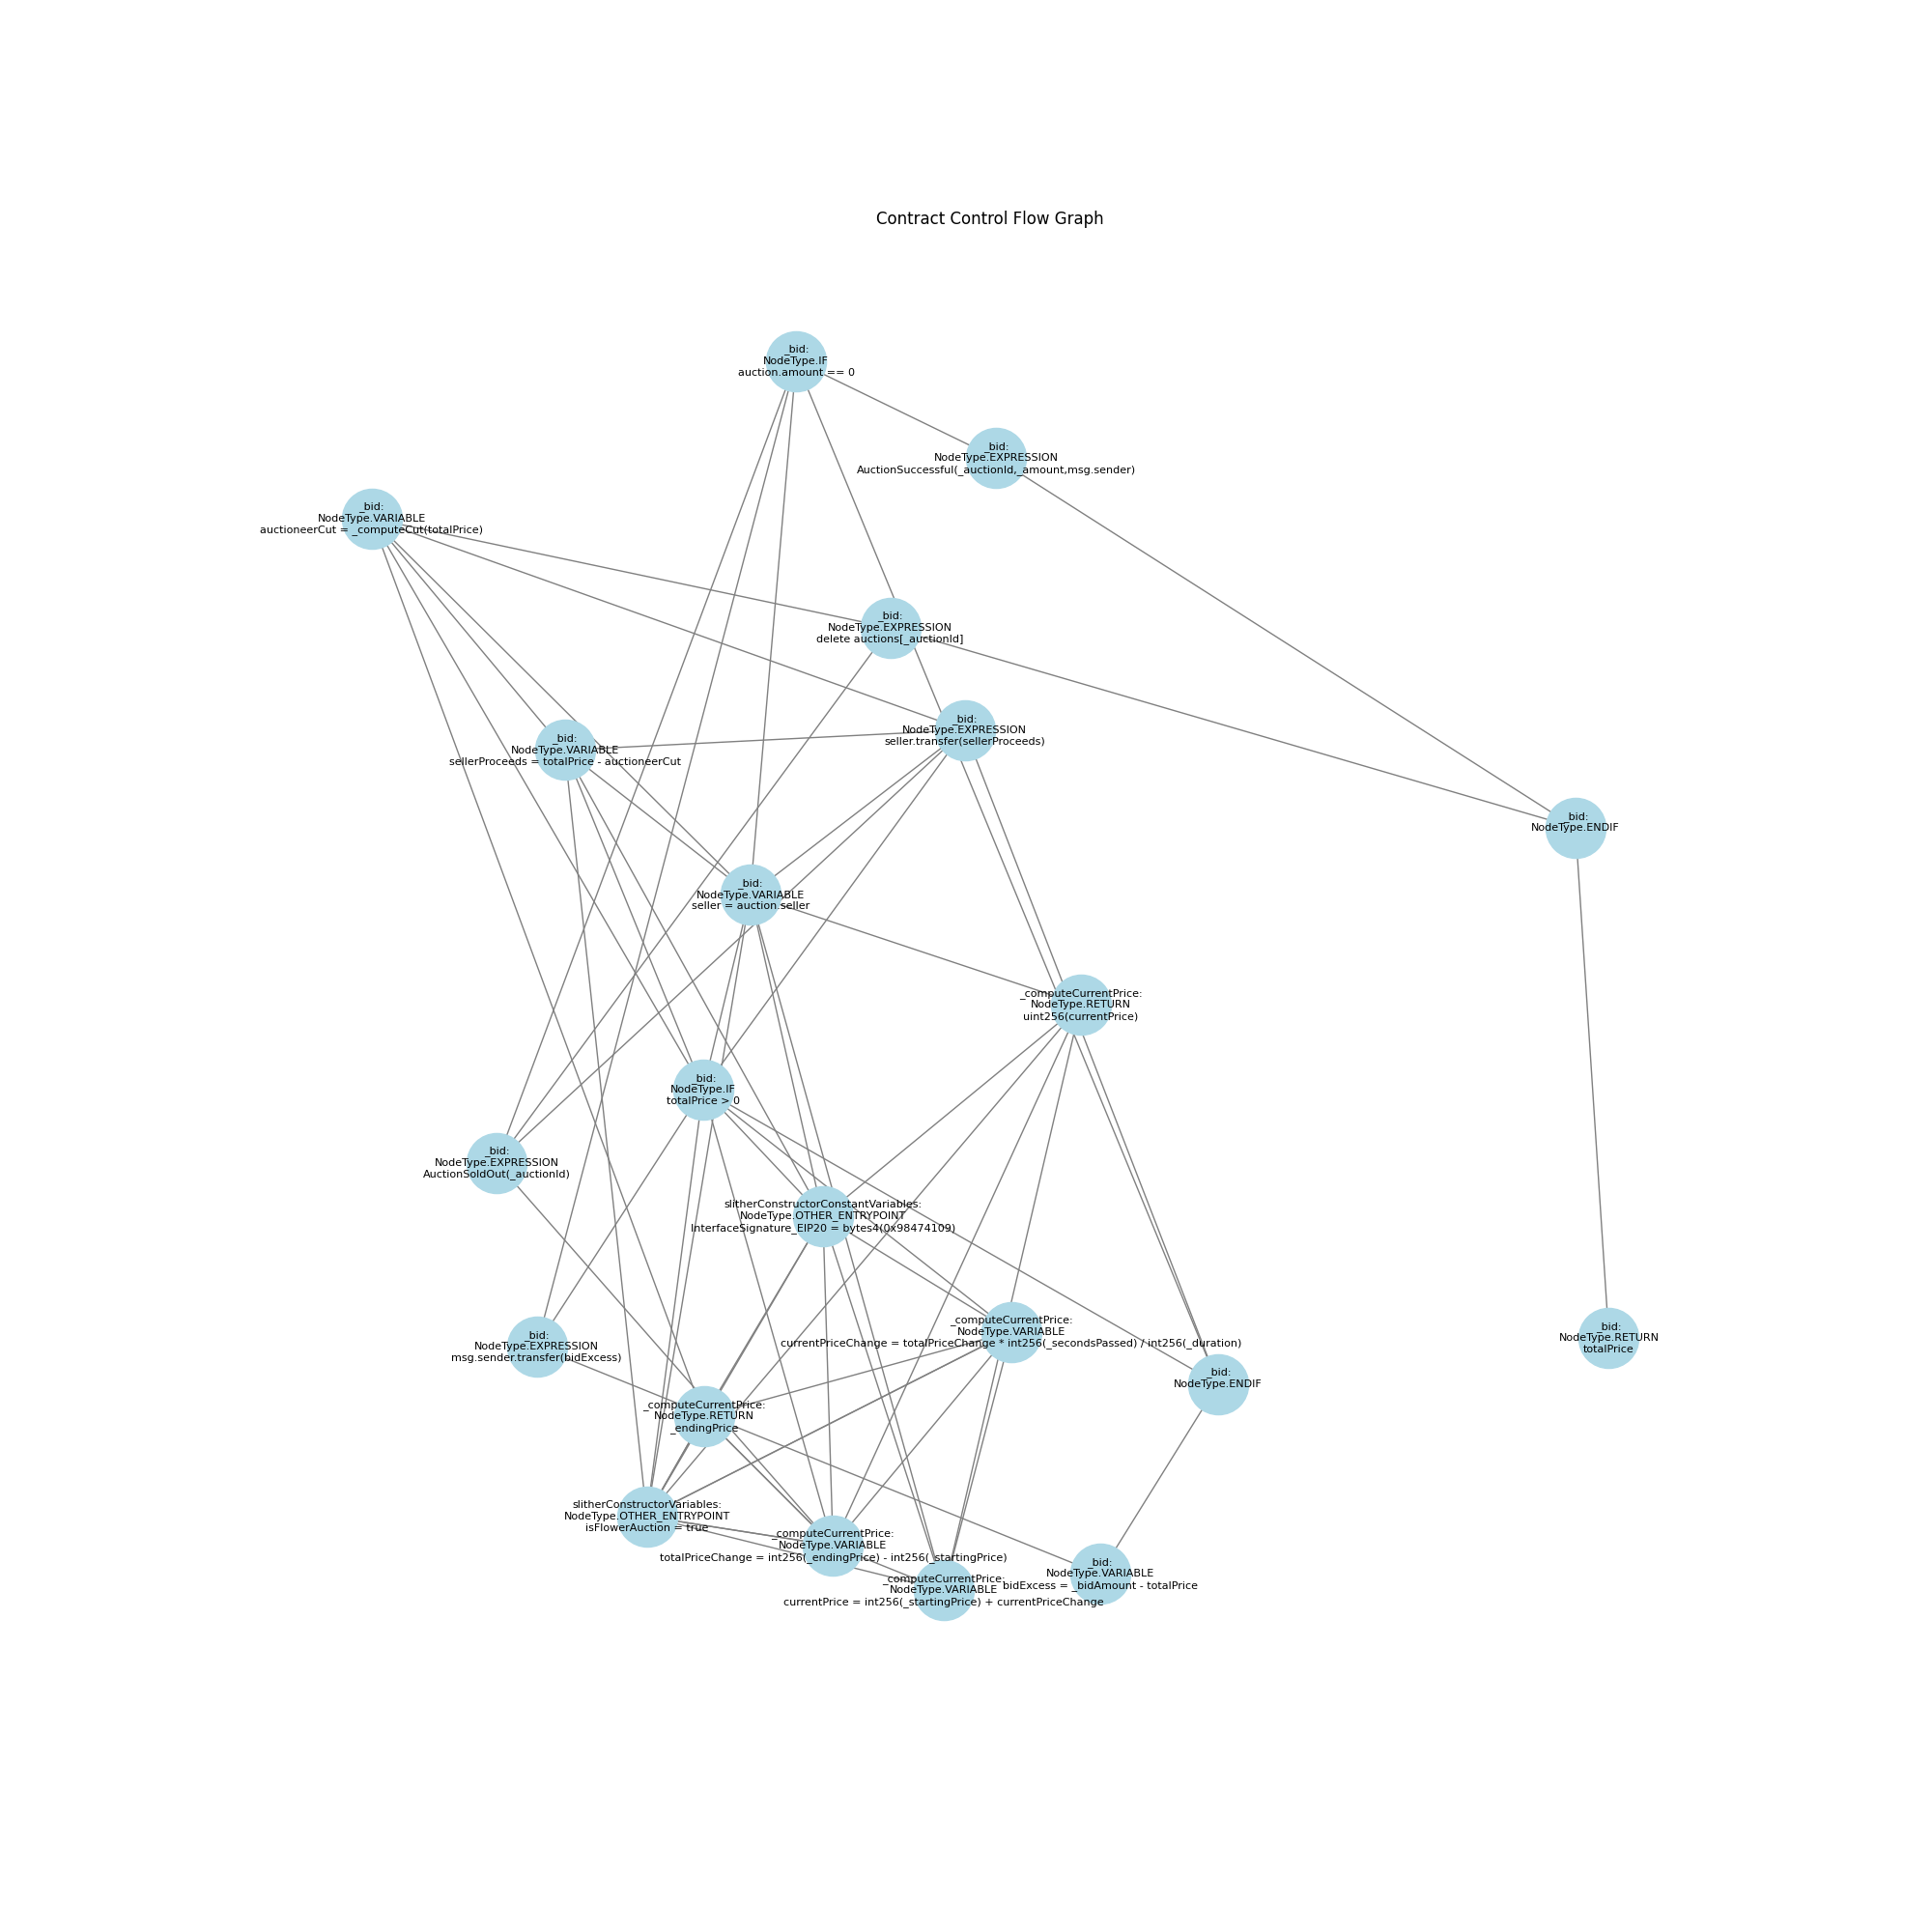 Contract Control Flow Graph
_bid:
NodeType.IF
auction.amount == 0
_bid:
NodeType.EXPRESSION
AuctionSuccessful(_auctionId,_amount,msg.sender)
_bid:
NodeType.VARIABLE
auctioneerCut = _computeCut(totalPrice)
_bid:
NodeType.EXPRESSION
delete auctions[_auctionId]
_bid:
NodeType.EXPRESSION
seller.transfer(sellerProceeds)
_bid:
NodeType.VARIABLE
sellerProceeds = totalPrice - auctioneerCut
_bid:
NodeType.ENDIF
_bid:
NodeType.VARIABLE
seller = auction.seller
_computeCurrentPrice:
NodeType.RETURN
uint256(currentPrice)
_bid:
NodeType.IF
totalPrice > 0
_bid:
NodeType.EXPRESSION
AuctionSoldOut(_auctionId)
slitherConstructorConstantVariables:
NodeType.OTHER_ENTRYPOINT
InterfaceSignature_EIP20 = bytes4(0x98474109)
_computeCurrentPrice:
NodeType.VARIABLE
currentPriceChange = totalPriceChange * int256(_secondsPassed) / int256(_duration)
_bid:
NodeType.RETURN
totalPrice
_bid:
NodeType.EXPRESSION
msg.sender.transfer(bidExcess)
_bid:
NodeType.ENDIF
_computeCurrentPrice:
NodeType.RETURN
_endingPrice
slitherConstructorVariables:
NodeType.OTHER_ENTRYPOINT
isFlowerAuction = true
_computeCurrentPrice:
NodeType.VARIABLE
totalPriceChange = int256(_endingPrice) - int256(_startingPrice)
_bid:
NodeType.VARIABLE
bidExcess = _bidAmount - totalPrice
_computeCurrentPrice:
NodeType.VARIABLE
currentPrice = int256(_startingPrice) + currentPriceChange